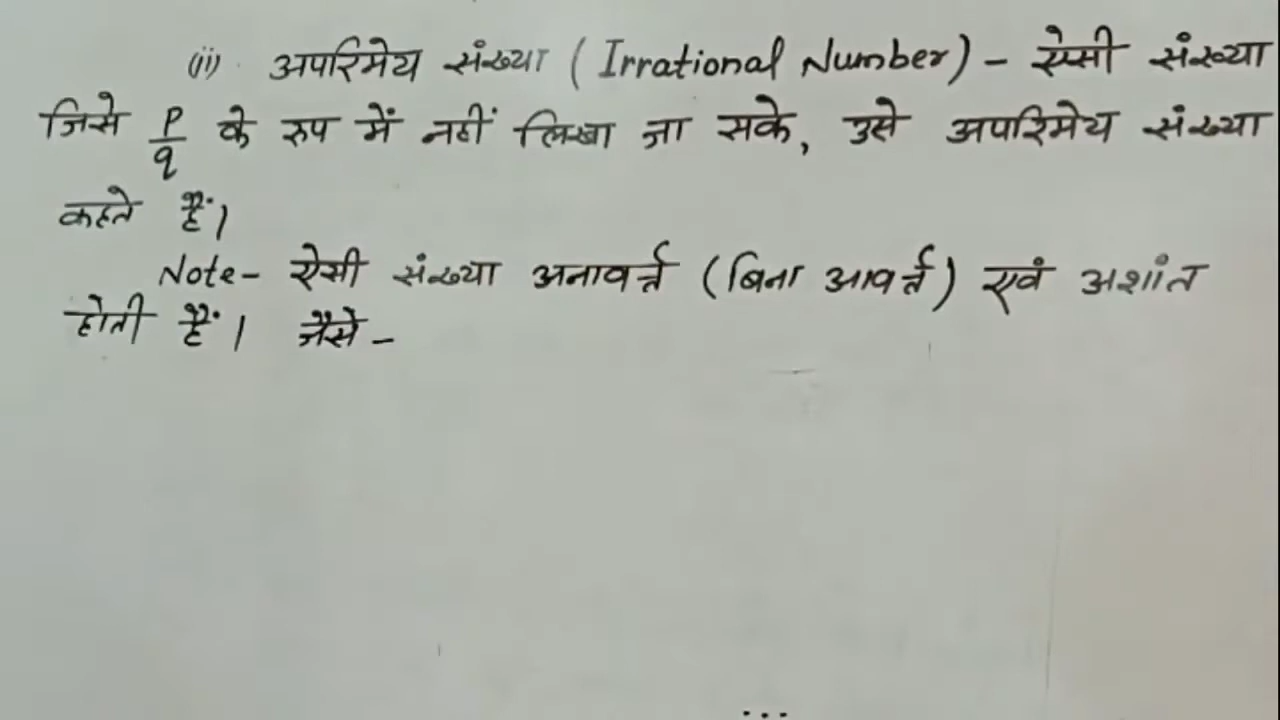 (ii) अपरिमेय संख्या (Irrational Number) - ऐसी संख्या
जिसे p/q के रुप में नहीं लिखा जा सके, उसे अपरिमेय संख्या
कहते हैं।
Note- ऐसी संख्या अनावर्त्त (बिना आवर्त्त) एवं अशांत
होती हैं। जैसे -
...